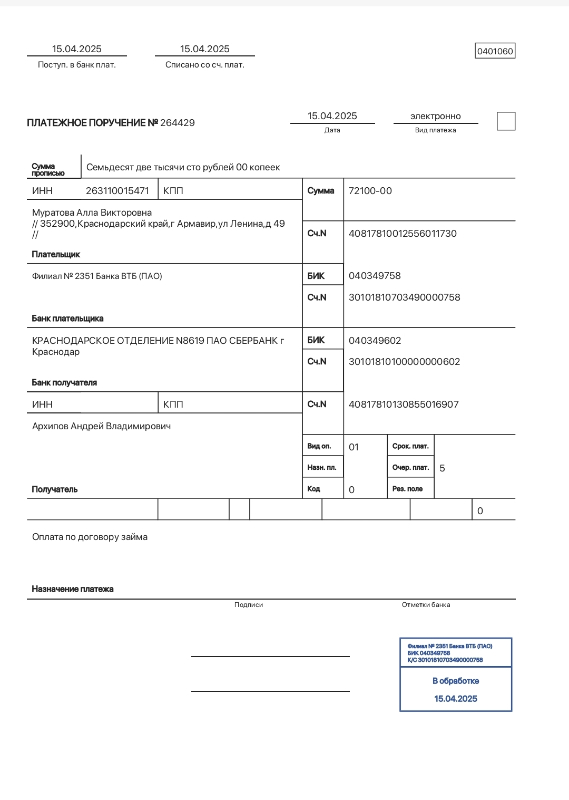 15.04.2025 15.04.2025 0401060
Поступ. в банк плат. Списано со сч. плат.
ПЛАТЕЖНОЕ ПОРУЧЕНИЕ № 264429 15.04.2025 электронно
Дата Вид платежа
Сумма прописью Семьдесят две тысячи сто рублей 00 копеек
ИНН 263110015471 КПП Сумма 72100-00
Муратова Алла Викторовна
// 352900,Краснодарский край,г Армавир,ул Ленина,д 49
// Сч.N 40817810012556011730
Плательщик
Филиал № 2351 Банка ВТБ (ПАО) БИК 040349758
Сч.N 30101810703490000758
Банк плательщика
КРАСНОДАРСКОЕ ОТДЕЛЕНИЕ N8619 ПАО СБЕРБАНК г БИК 040349602
Краснодар
Сч.N 30101810100000000602
Банк получателя
ИНН КПП Сч.N 40817810130855016907
Архипов Андрей Владимирович
Вид оп. 01 Срок. плат.
Назн. пл. Очер. плат. 5
Получатель Код 0 Рез. поле
0
Оплата по договору займа
Назначение платежа
Подписи Отметки банка
Филиал № 2351 Банка ВТБ (ПАО)
БИК 040349758
К/С 30101810703490000758
В обработке
15.04.2025